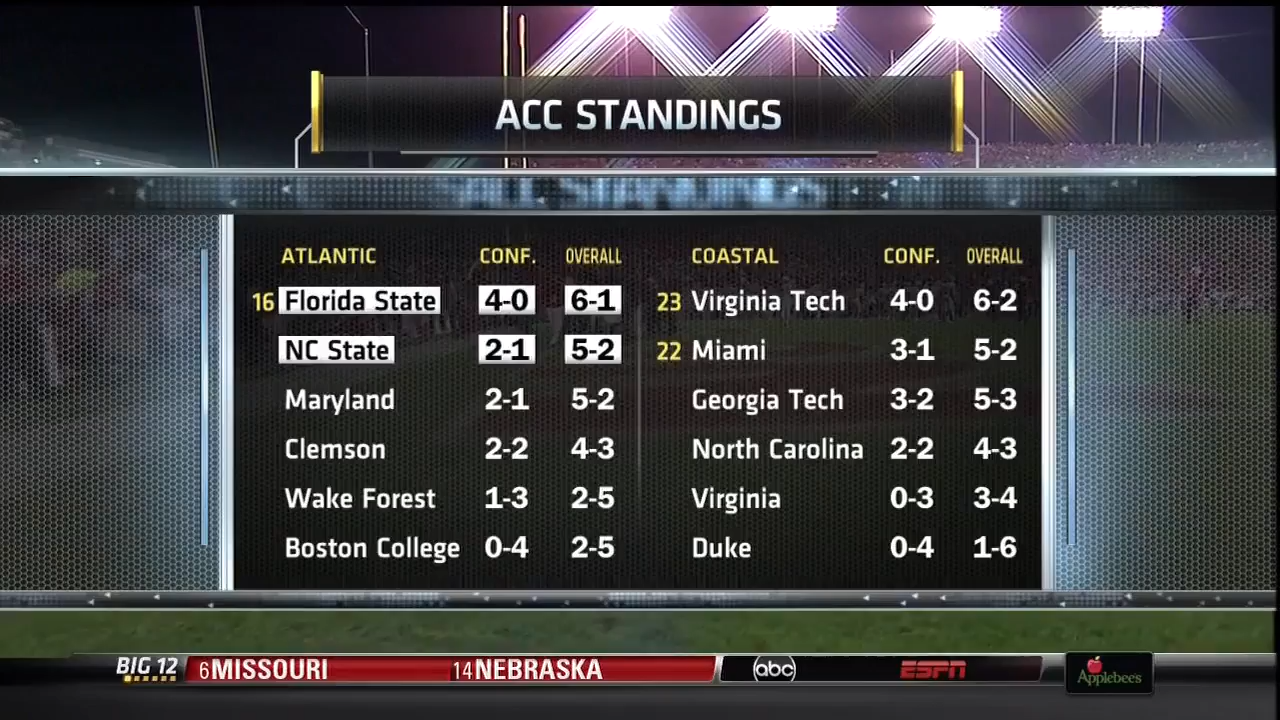 ACC STANDINGS
ATLANTIC CONF. OVERALL COASTAL CONF. OVERALL
16 Florida State 4-0 6-1 23 Virginia Tech 4-0 6-2
NC State 2-1 5-2 22 Miami 3-1 5-2
Maryland 2-1 5-2 Georgia Tech 3-2 5-3
Clemson 2-2 4-3 North Carolina 2-2 4-3
Wake Forest 1-3 2-5 Virginia 0-3 3-4
Boston College 0-4 2-5 Duke 0-4 1-6
BIG 12 6 MISSOURI 14 NEBRASKA abc ESPN Applebee's